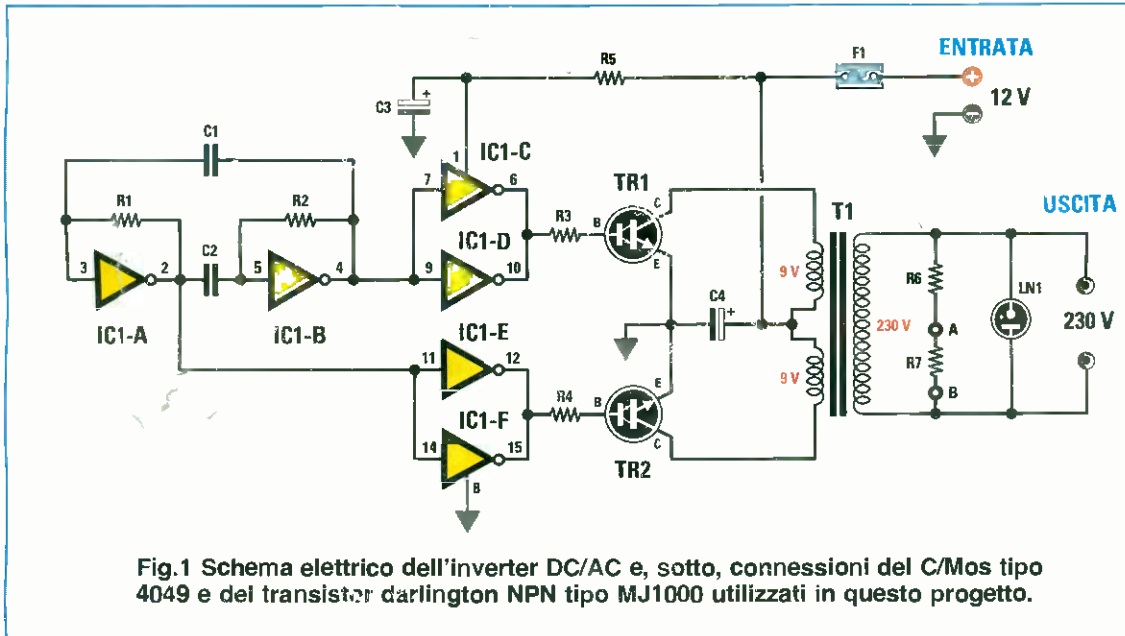 F1
ENTRATA
R5
12 V
C3
C1
1
IC1-C
R1
R2
7
6
TR1
C
T1
USCITA
R3
B
C2
IC1-D
E
9 V
R6
3
2
5
4
9
10
C4
LN1
IC1-A
IC1-B
230 V
A
230 V
IC1-E
R7
11
12
9 V
B
E
R4
B
IC1-F
C
14
15
TR2
8
Fig.1 Schema elettrico dell'inverter DC/AC e, sotto, connessioni del C/Mos tipo
4049 e del transistor darlington NPN tipo MJ1000 utilizzati in questo progetto.